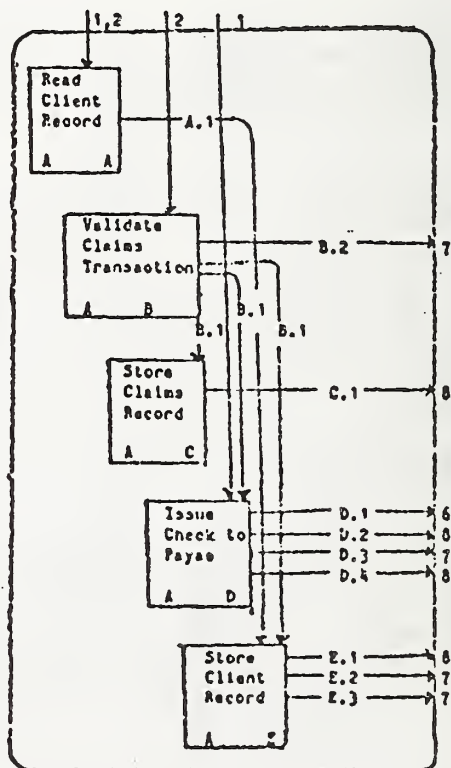 1,2 2 1
Read
Client
Record
A A
A.1
Validate
Claims
Transaction
A B
B.2 7
B.1 B.1 B.1
Store
Claims
Record
A C
C.1 8
Issue
Check to
Payee
A D
D.1 6
D.2 8
D.3 7
D.4 8
Store
Client
Record
A E
E.1 8
E.2 7
E.3 7